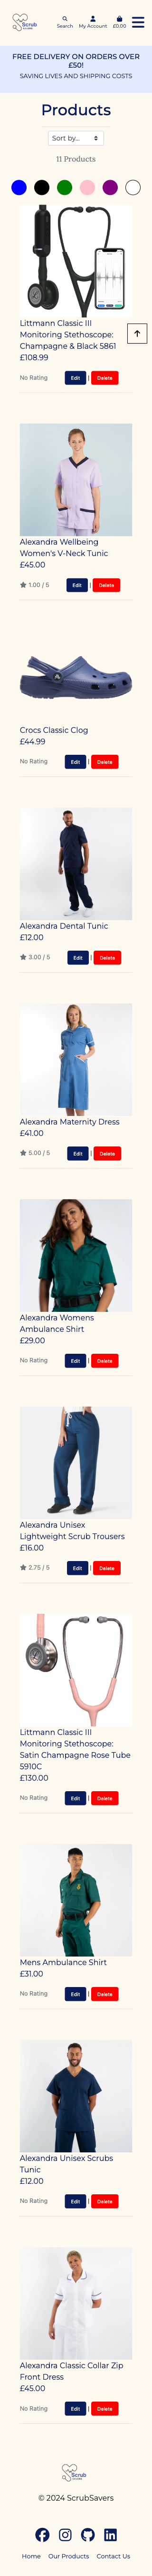 Scrub
SAVERS
Search
My Account
£0.00
FREE DELIVERY ON ORDERS OVER
£50!
SAVING LIVES AND SHIPPING COSTS
Products
Sort by...
11 Products
Littmann Classic III
Monitoring Stethoscope:
Champagne & Black 5861
£108.99
No Rating
Edit | Delete
Alexandra Wellbeing
Women's V-Neck Tunic
£45.00
1.00 / 5
Edit | Delete
Crocs Classic Clog
£44.99
No Rating
Edit | Delete
Alexandra Dental Tunic
£12.00
3.00 / 5
Edit | Delete
Alexandra Maternity Dress
£41.00
5.00 / 5
Edit | Delete
Alexandra Womens
Ambulance Shirt
£29.00
No Rating
Edit | Delete
Alexandra Unisex
Lightweight Scrub Trousers
£16.00
2.75 / 5
Edit | Delete
Littmann Classic III
Monitoring Stethoscope:
Satin Champagne Rose Tube
5910C
£130.00
No Rating
Edit | Delete
Mens Ambulance Shirt
£31.00
No Rating
Edit | Delete
Alexandra Unisex Scrubs
Tunic
£12.00
No Rating
Edit | Delete
Alexandra Classic Collar Zip
Front Dress
£45.00
No Rating
Edit | Delete
Scrub
SAVERS
© 2024 ScrubSavers
Home Our Products Contact Us